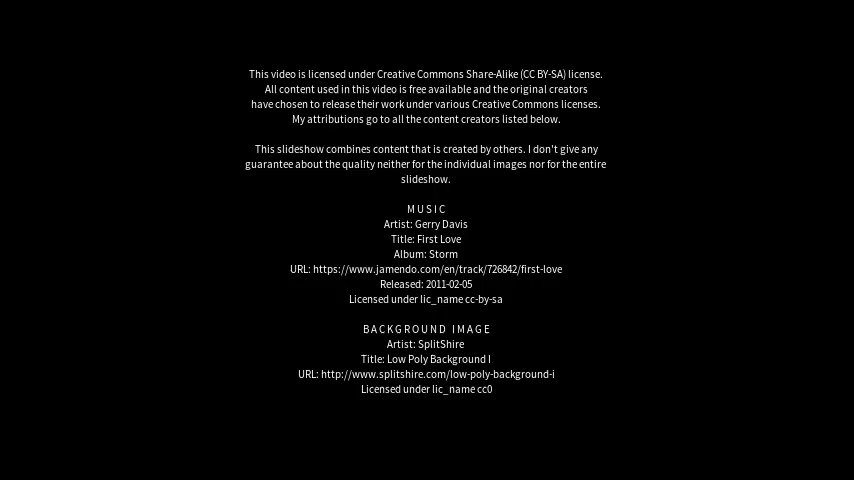 This video is licensed under Creative Commons Share-Alike (CC BY-SA) license.
All content used in this video is free available and the original creators
have chosen to release their work under various Creative Commons licenses.
My attributions go to all the content creators listed below.
This slideshow combines content that is created by others. I don't give any
guarantee about the quality neither for the individual images nor for the entire
slideshow.
MUSIC
Artist: Gerry Davis
Title: First Love
Album: Storm
URL: https://www.jamendo.com/en/track/726842/first-love
Released: 2011-02-05
Licensed under lic_name cc-by-sa
BACKGROUND IMAGE
Artist: SplitShire
Title: Low Poly Background I
URL: http://www.splitshire.com/low-poly-background-i
Licensed under lic_name cc0